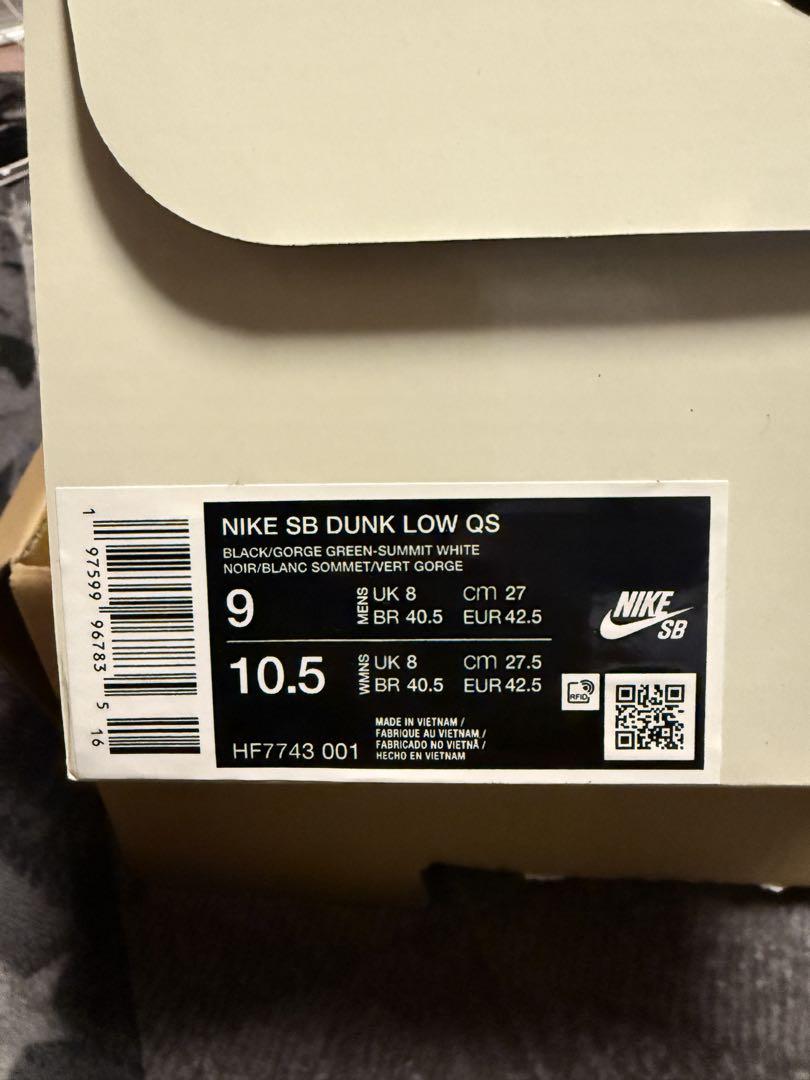 1 97599 96783 5 16
NIKE SB DUNK LOW QS
BLACK/GORGE GREEN-SUMMIT WHITE
NOIR/BLANC SOMMET/VERT GORGE
9 MENS UK 8 cm 27
BR 40.5 EUR 42.5
10.5 WMNS UK 8 cm 27.5
BR 40.5 EUR 42.5
NIKE
SB
RFID
HF7743 001
MADE IN VIETNAM /
FABRIQUE AU VIETNAM /
FABRICADO NO VIETNÃ /
HECHO EN VIETNAM